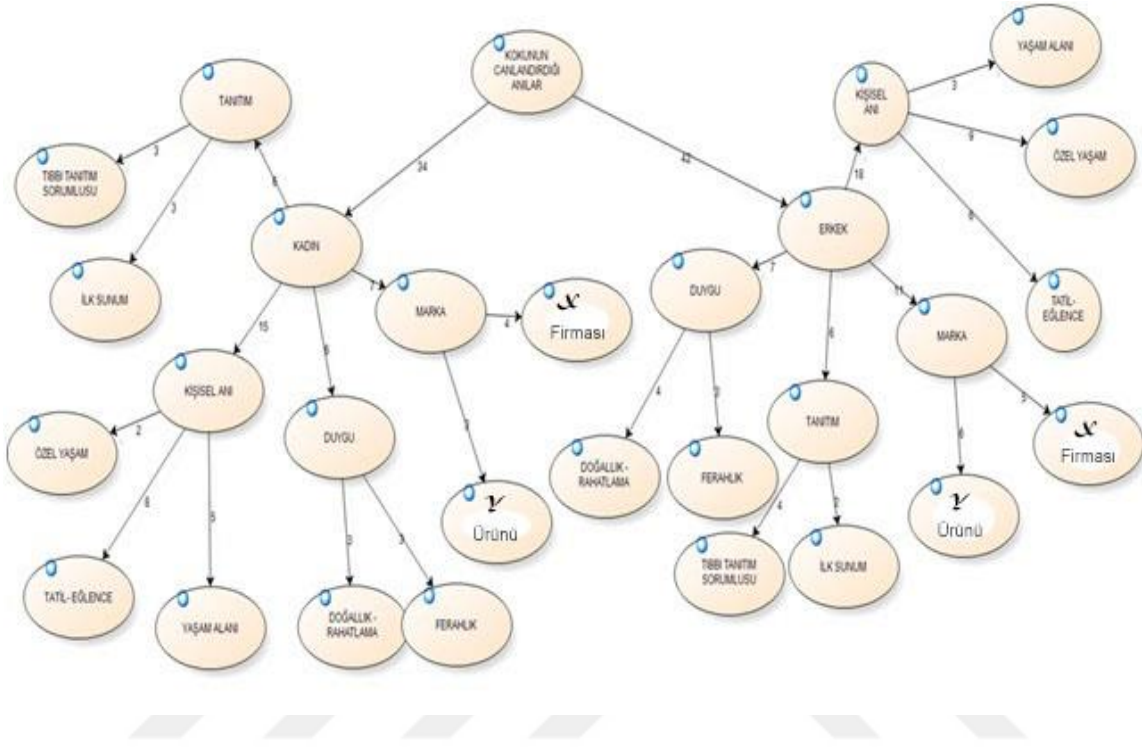 KOKUNUN
CANLANDIRDIĞI
ANILAR
34
42
TANITIM
3
TIBBİ TANITIM
SORUMLUSU
3
İLK SUNUM
6
KADIN
7
MARKA
4
X
Firması
3
Y
Ürünü
15
KİŞİSEL ANI
2
ÖZEL YAŞAM
8
TATİL - EĞLENCE
5
YAŞAM ALANI
6
DUYGU
3
DOĞALLIK -
RAHATLAMA
3
FERAHLIK
ERKEK
18
KİŞİSEL
ANI
3
YAŞAM ALANI
9
ÖZEL YAŞAM
6
TATİL-
EĞLENCE
7
DUYGU
4
DOĞALLIK -
RAHATLAMA
3
FERAHLIK
6
TANITIM
4
TIBBİ TANITIM
SORUMLUSU
2
İLK SUNUM
11
MARKA
6
Y
Ürünü
5
X
Firması